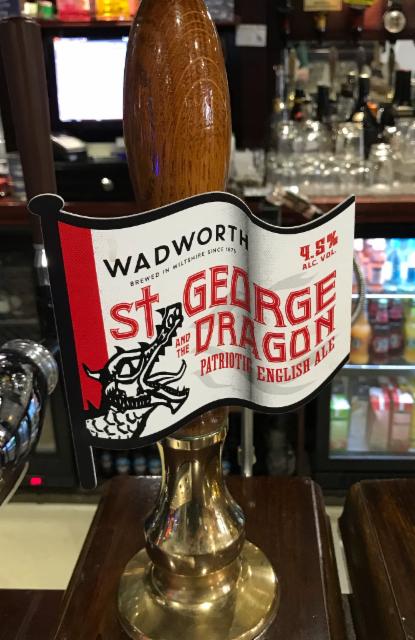 WADWORTH
BREWED IN WILTSHIRE SINCE 1875
4.5%
ALC. VOL.
ST GEORGE
AND THE
DRAGON
PATRIOTIC ENGLISH ALE